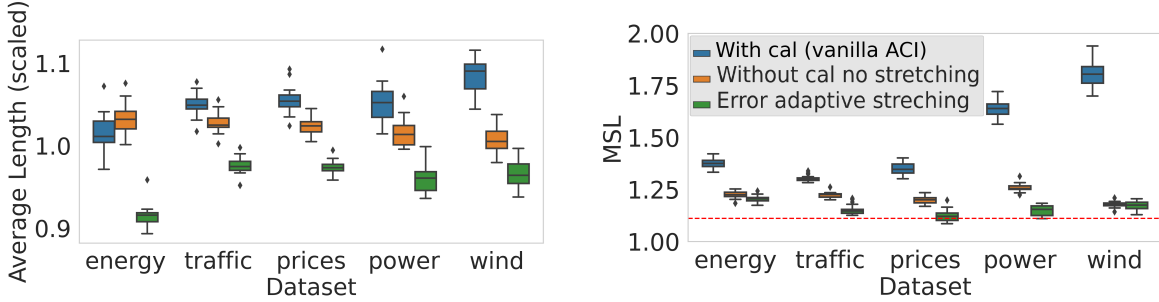 Average Length (scaled)
1.1
1.0
0.9
energy traffic prices power wind
Dataset
MSL
2.00
1.75
1.50
1.25
1.00
With cal (vanilla ACI)
Without cal no stretching
Error adaptive streching
energy traffic prices power wind
Dataset